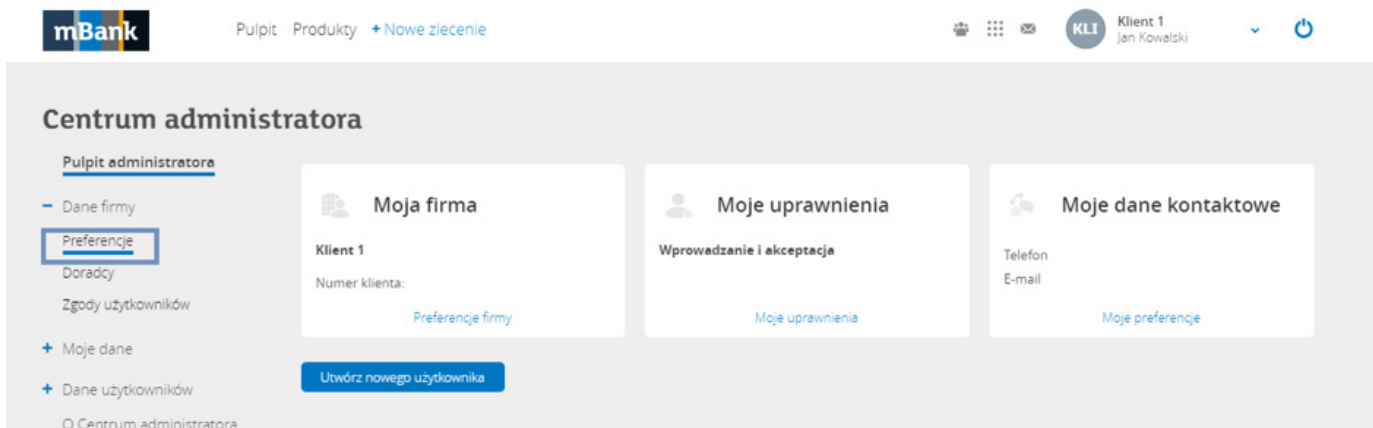 mBank
Pulpit Produkty + Nowe zlecenie
KLI
Klient 1
Jan Kowalski
Centrum administratora
Pulpit administratora
− Dane firmy
Preferencje
Doradcy
Zgody użytkowników
+ Moje dane
+ Dane użytkowników
O Centrum administratora
Moja firma
Klient 1
Numer klienta:
Preferencje firmy
Moje uprawnienia
Wprowadzanie i akceptacja
Moje uprawnienia
Moje dane kontaktowe
Telefon
E-mail
Moje preferencje
Utwórz nowego użytkownika